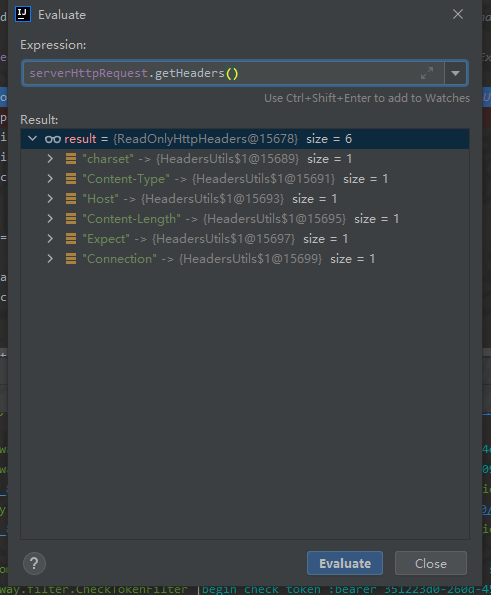 Evaluate
Expression:
serverHttpRequest.getHeaders()
Use Ctrl+Shift+Enter to add to Watches
Result:
result = {ReadOnlyHttpHeaders@15678} size = 6
"charset" -> {HeadersUtils$1@15689} size = 1
"Content-Type" -> {HeadersUtils$1@15691} size = 1
"Host" -> {HeadersUtils$1@15693} size = 1
"Content-Length" -> {HeadersUtils$1@15695} size = 1
"Expect" -> {HeadersUtils$1@15697} size = 1
"Connection" -> {HeadersUtils$1@15699} size = 1
? Evaluate Close
way.filter.CheckTokenFilter |begin check token :bearer 351223d0-260d-4